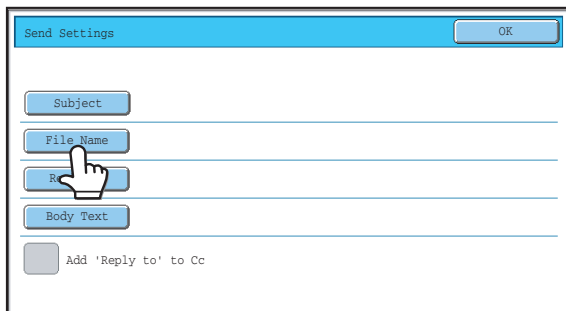 Send Settings
OK
Subject
File Name
Body Text
Add 'Reply to' to Cc